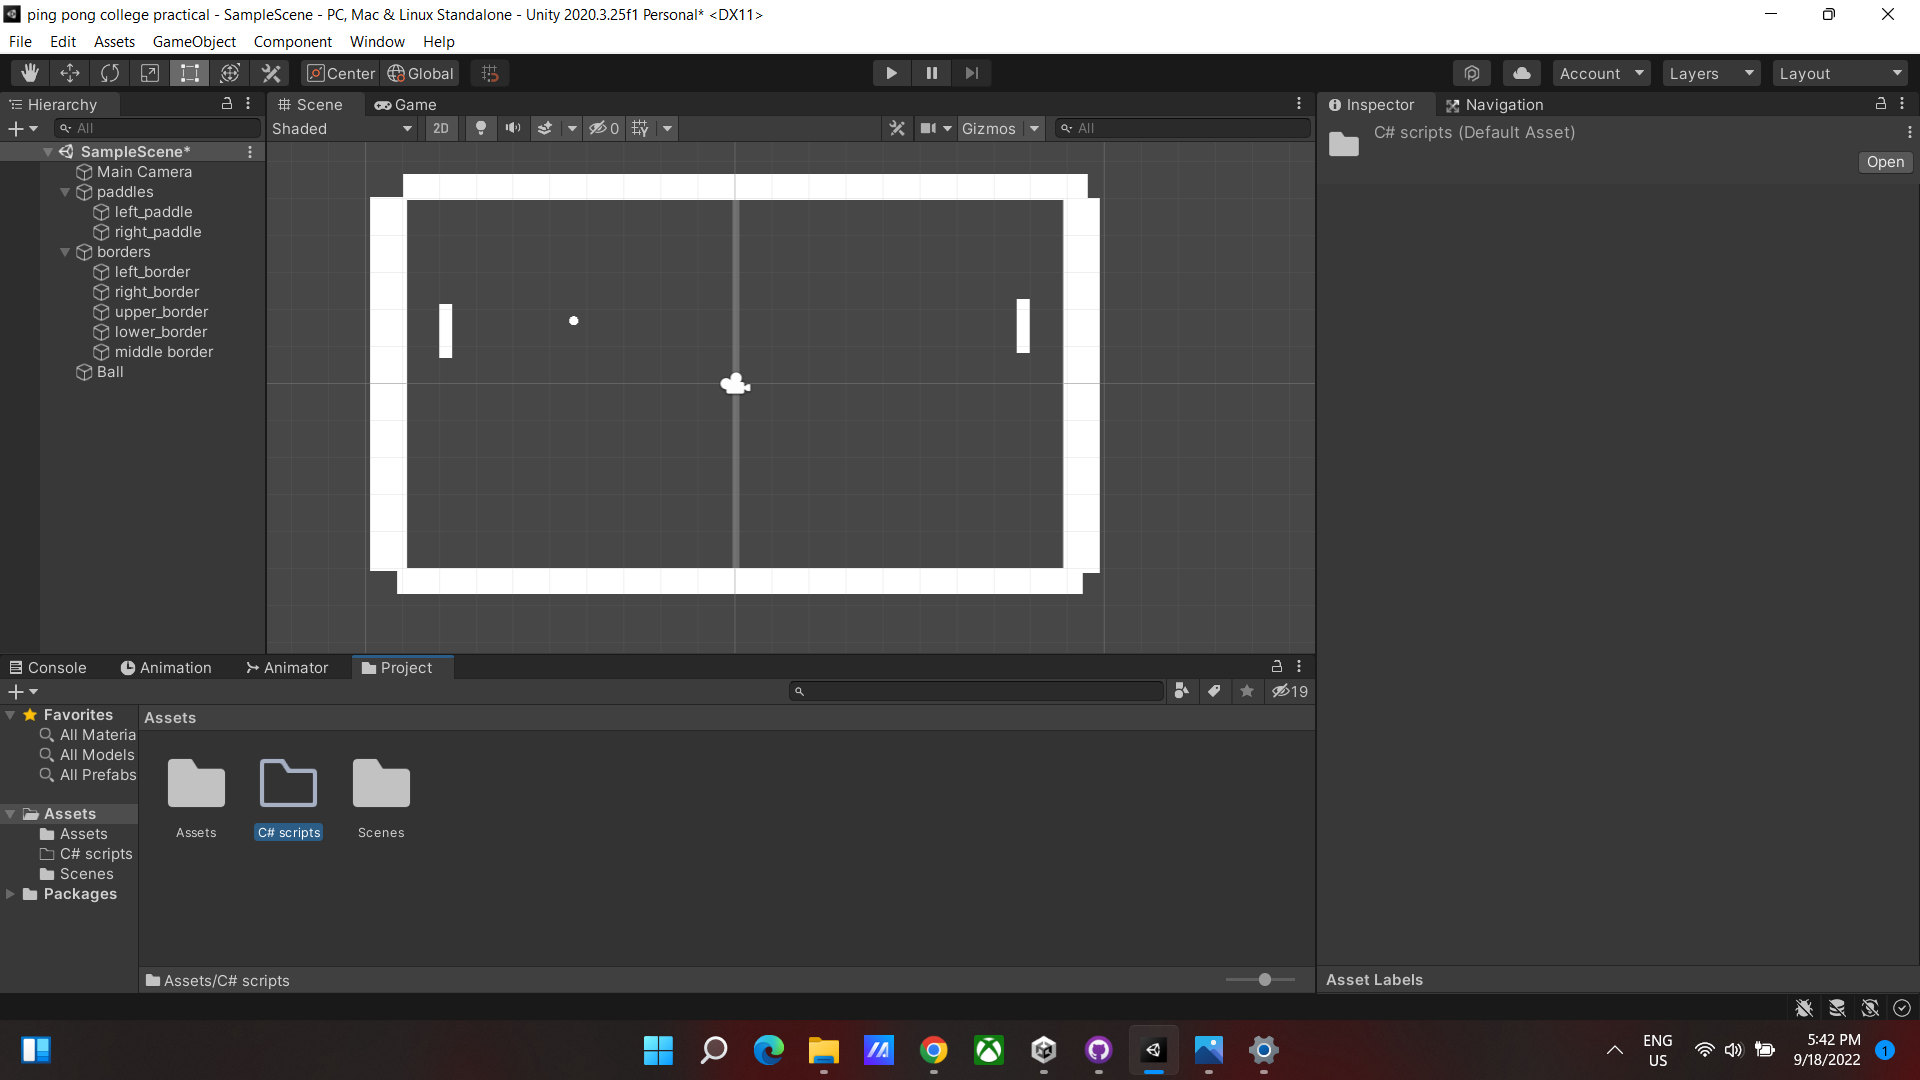 ping pong college practical - SampleScene - PC, Mac & Linux Standalone - Unity 2020.3.25f1 Personal* <DX11>
File Edit Assets GameObject Component Window Help
Center Global Account Layers Layout
Hierarchy
All
SampleScene*
Main Camera
paddles
left_paddle
right_paddle
borders
left_border
right_border
upper_border
lower_border
middle border
Ball
Scene Game
Shaded 2D 0 Gizmos All
Inspector Navigation
C# scripts (Default Asset)
Open
Console Animation Animator Project
19
Favorites
All Materia
All Models
All Prefabs
Assets
Assets
C# scripts
Scenes
Packages
Assets
Assets C# scripts Scenes
Assets/C# scripts
Asset Labels
ENG
US
5:42 PM
9/18/2022
1